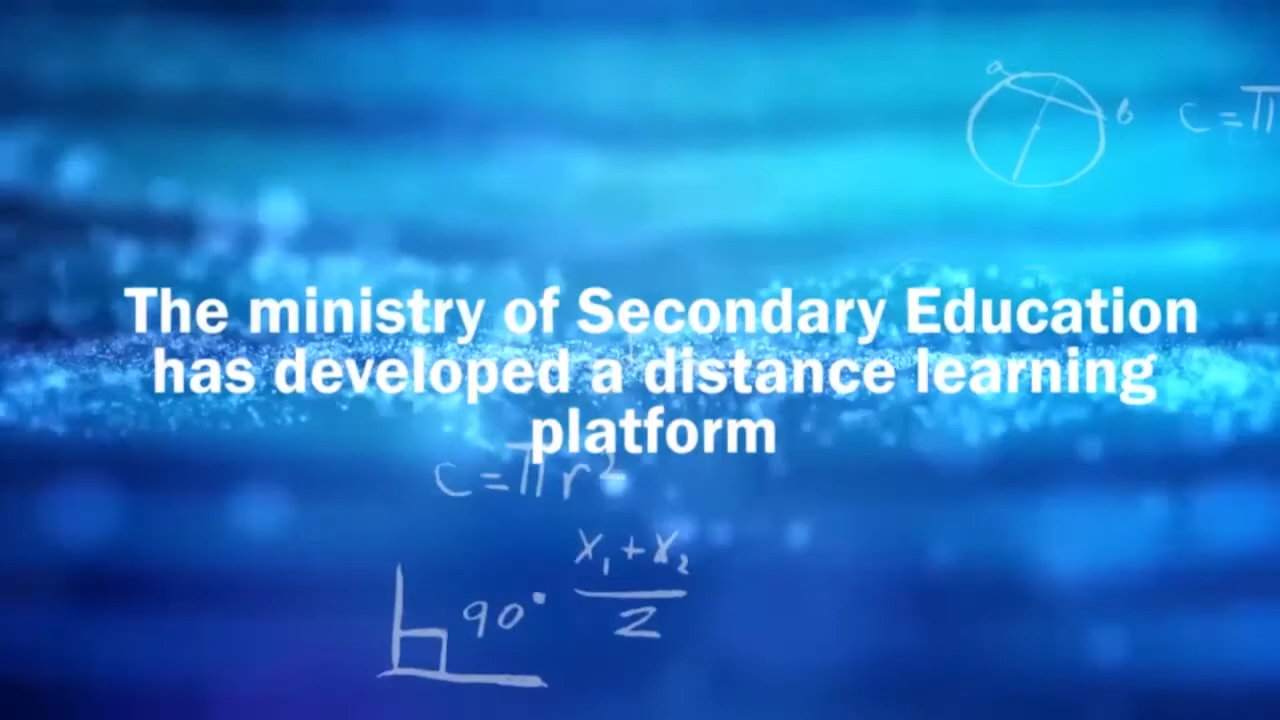 a
b
c=π
The ministry of Secondary Education
has developed a distance learning
platform
c=πr²
x₁+x₂
2
90°